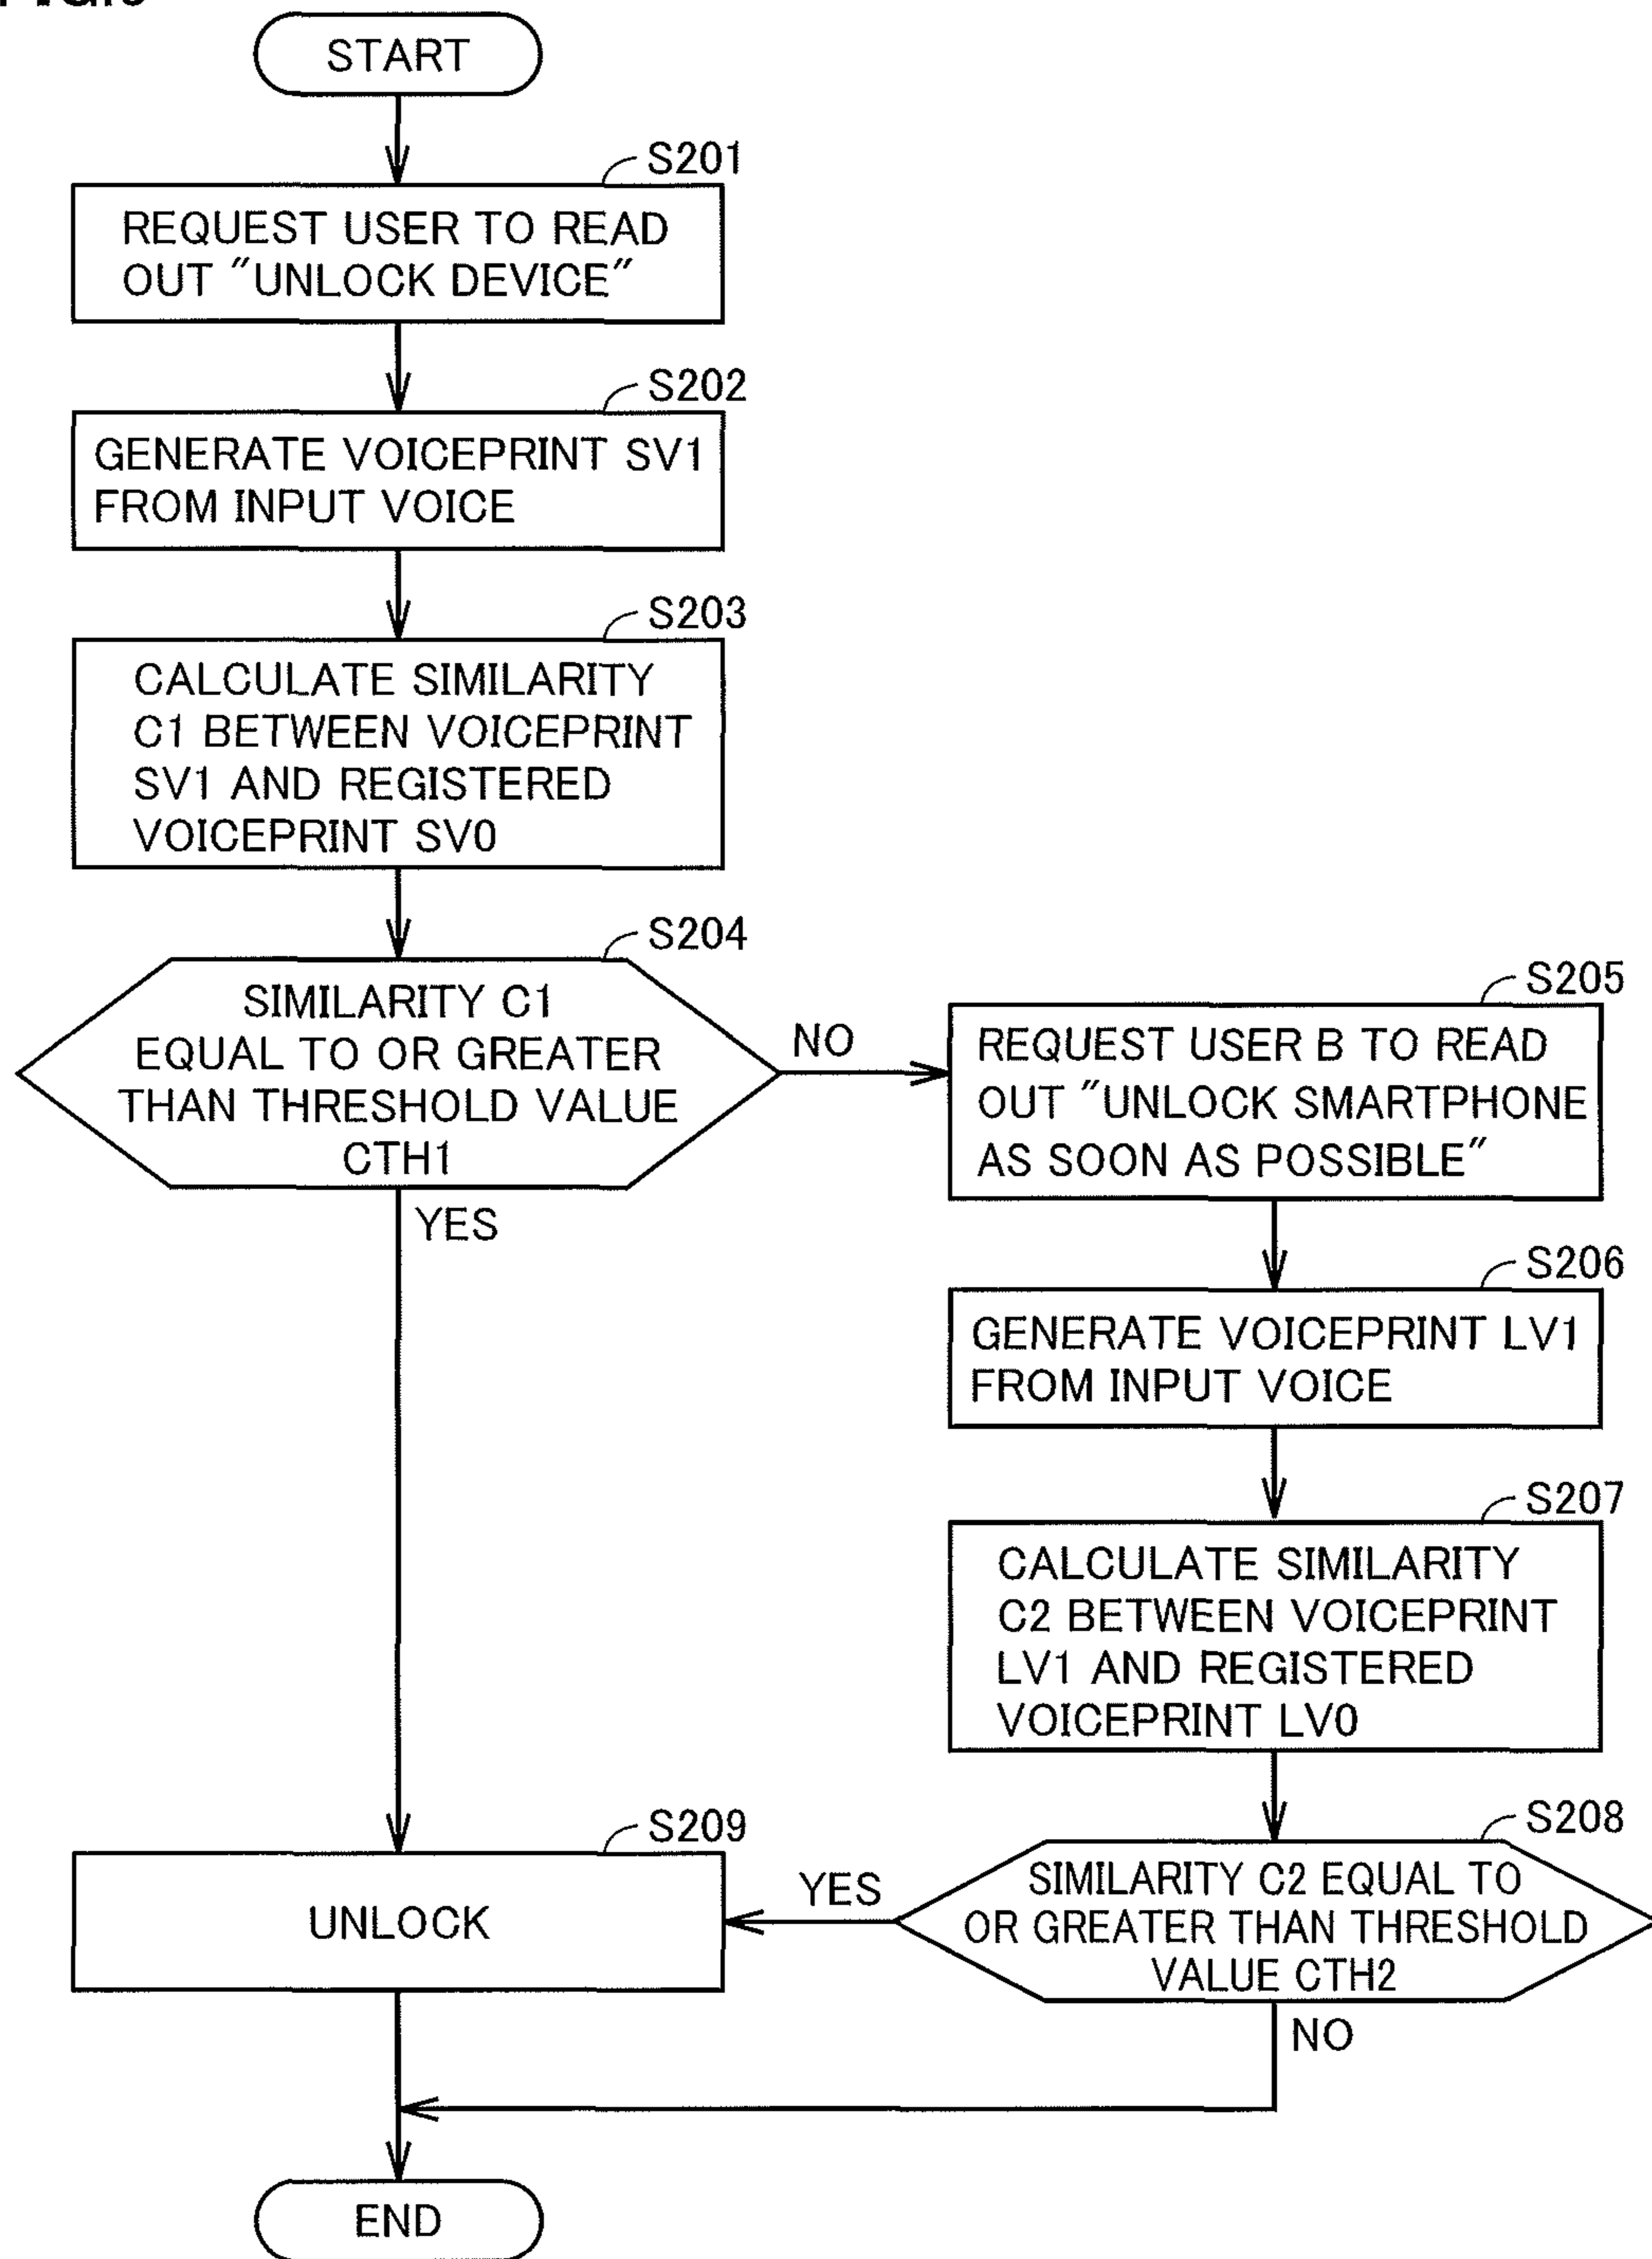 START
S201
REQUEST USER TO READ
OUT "UNLOCK DEVICE"
S202
GENERATE VOICEPRINT SV1
FROM INPUT VOICE
S203
CALCULATE SIMILARITY
C1 BETWEEN VOICEPRINT
SV1 AND REGISTERED
VOICEPRINT SV0
S204
SIMILARITY C1
EQUAL TO OR GREATER
THAN THRESHOLD VALUE
CTH1
NO
YES
S205
REQUEST USER B TO READ
OUT "UNLOCK SMARTPHONE
AS SOON AS POSSIBLE"
S206
GENERATE VOICEPRINT LV1
FROM INPUT VOICE
S207
CALCULATE SIMILARITY
C2 BETWEEN VOICEPRINT
LV1 AND REGISTERED
VOICEPRINT LV0
S208
SIMILARITY C2 EQUAL TO
OR GREATER THAN THRESHOLD
VALUE CTH2
YES
NO
S209
UNLOCK
END